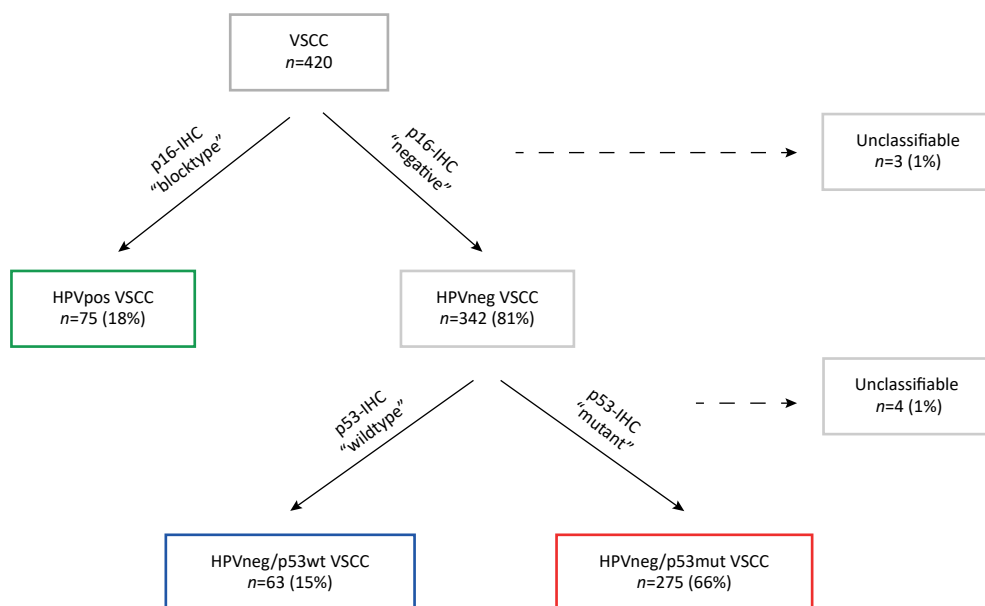 VSCC
n=420
p16-IHC
“blocktype”
p16-IHC
“negative”
Unclassifiable
n=3 (1%)
HPVpos VSCC
n=75 (18%)
HPVneg VSCC
n=342 (81%)
p53-IHC
“wildtype”
p53-IHC
“mutant”
Unclassifiable
n=4 (1%)
HPVneg/p53wt VSCC
n=63 (15%)
HPVneg/p53mut VSCC
n=275 (66%)